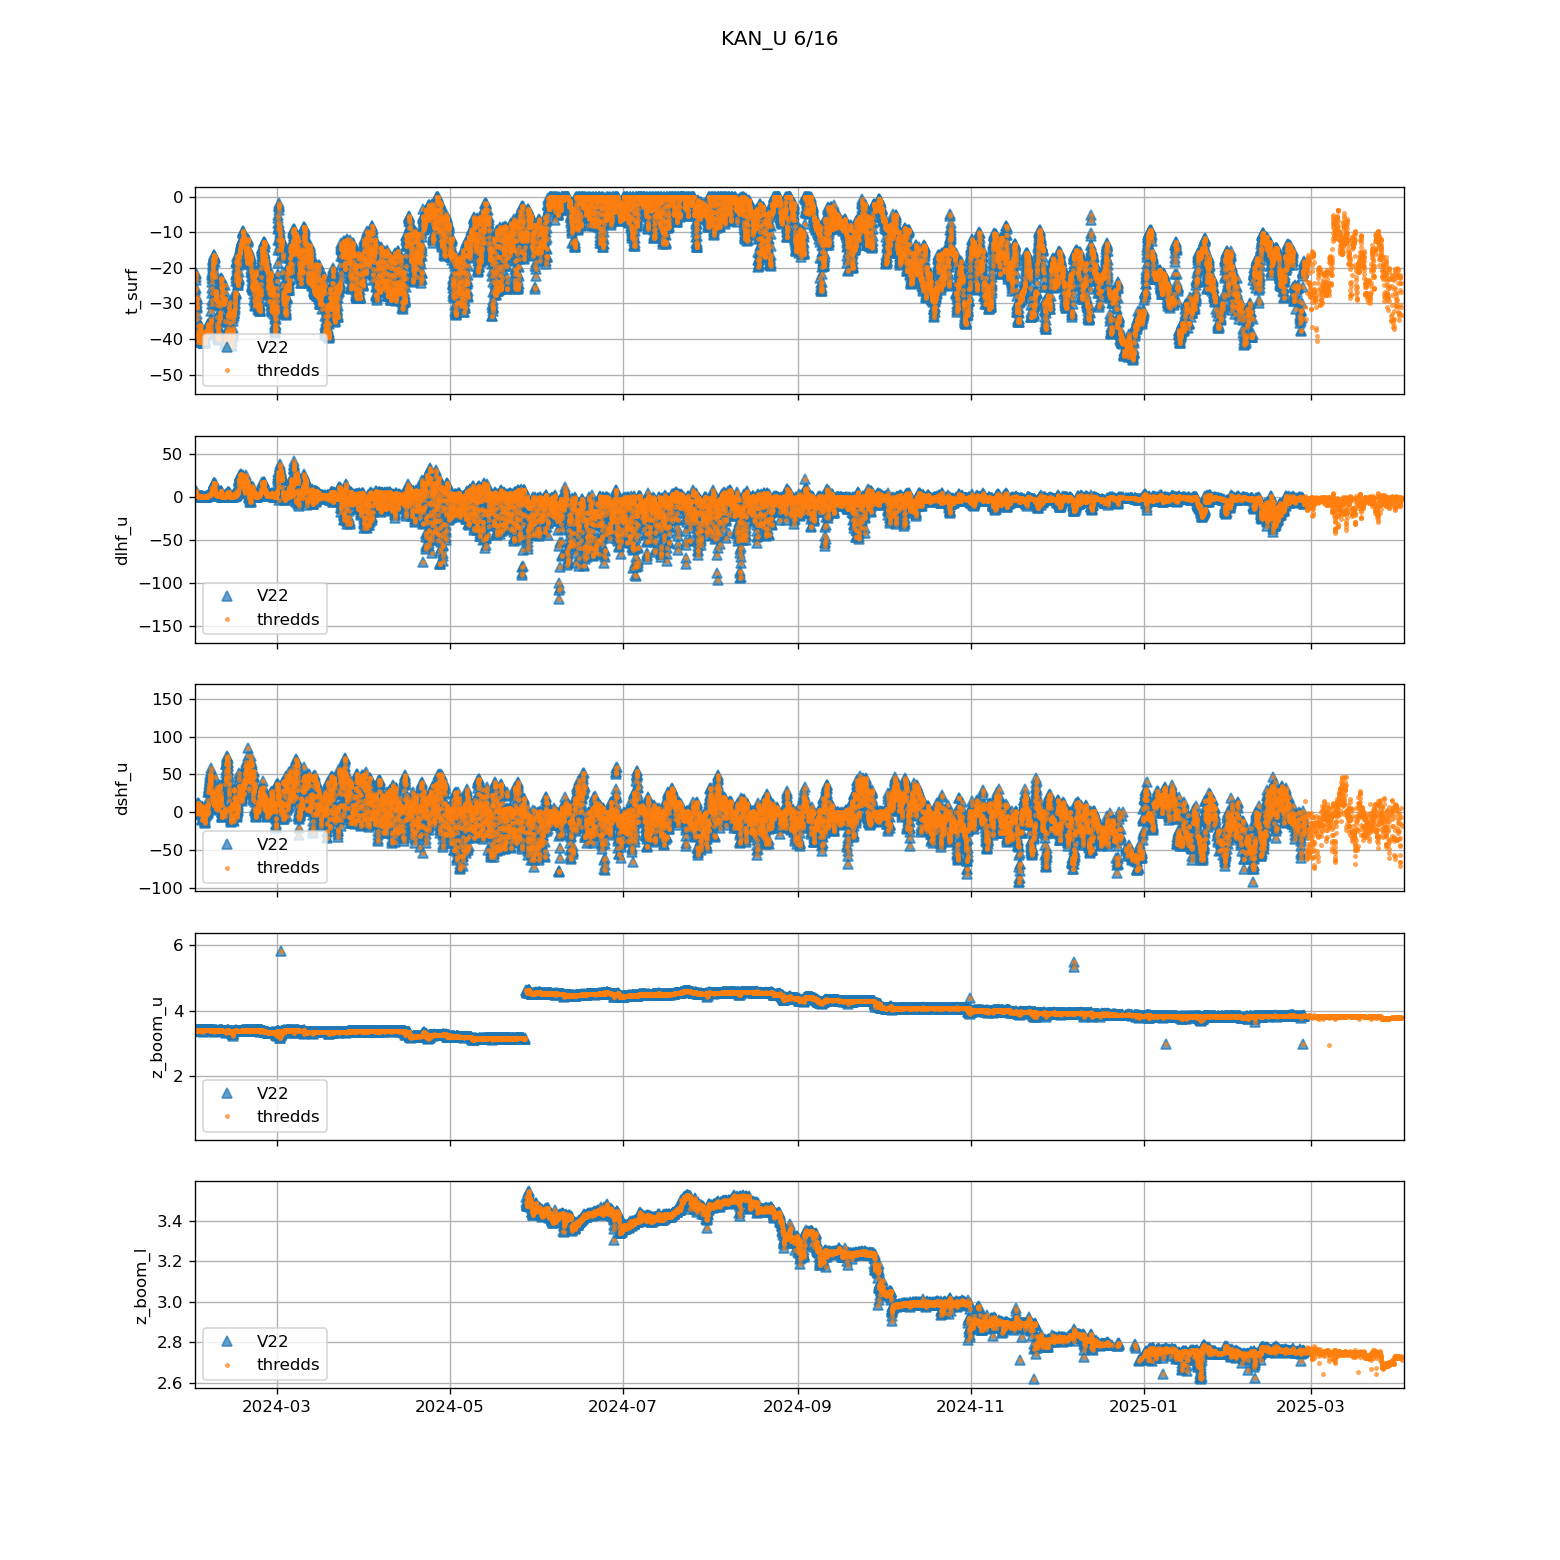 KAN_U 6/16
0
−10
−20
−30
−40
−50
t_surf
V22
thredds
50
0
−50
−100
−150
dlhf_u
V22
thredds
150
100
50
0
−50
−100
dshf_u
V22
thredds
6
4
2
z_boom_u
V22
thredds
3.4
3.2
3.0
2.8
2.6
z_boom_l
V22
thredds
2024-03 2024-05 2024-07 2024-09 2024-11 2025-01 2025-03